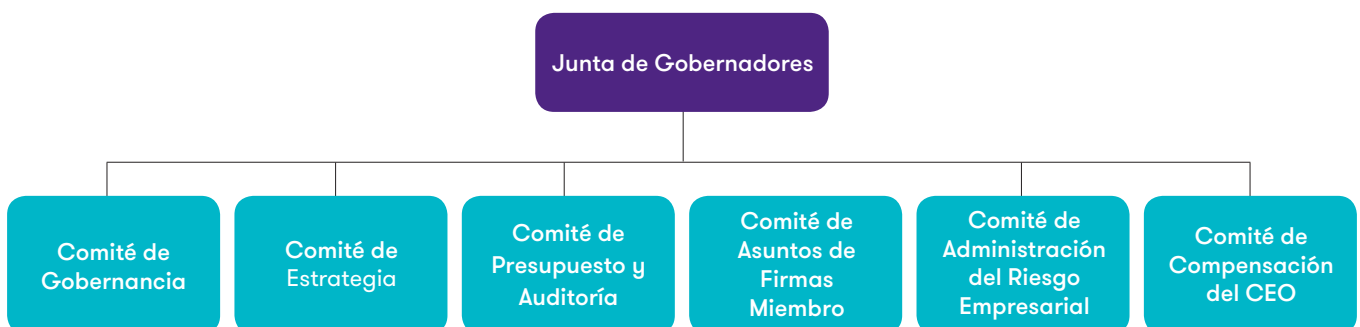 Junta de Gobernadores
Comité de
Gobernancia
Comité de
Estrategia
Comité de
Presupuesto y
Auditoría
Comité de
Asuntos de
Firmas
Miembro
Comité de
Administración
del Riesgo
Empresarial
Comité de
Compensación
del CEO